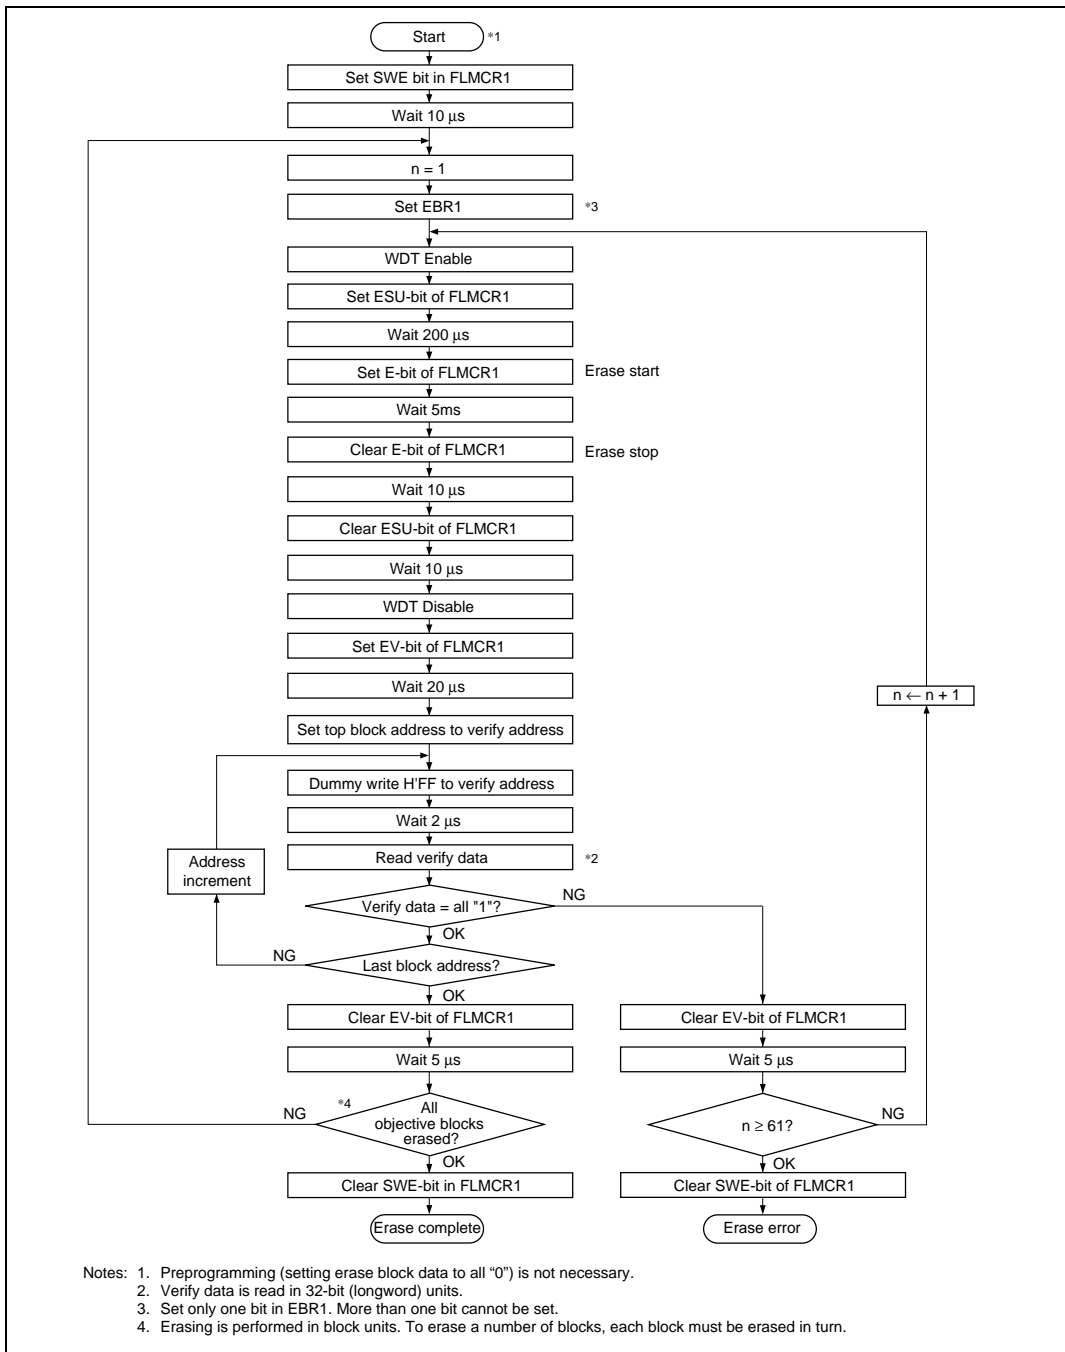 Start *1
Set SWE bit in FLMCR1
Wait 10 µs
n = 1
Set EBR1 *3
WDT Enable
Set ESU-bit of FLMCR1
Wait 200 µs
Set E-bit of FLMCR1 Erase start
Wait 5ms
Clear E-bit of FLMCR1 Erase stop
Wait 10 µs
Clear ESU-bit of FLMCR1
Wait 10 µs
WDT Disable
Set EV-bit of FLMCR1
Wait 20 µs
n ← n + 1
Set top block address to verify address
Dummy write H'FF to verify address
Wait 2 µs
Read verify data *2
Address
increment
Verify data = all "1"? NG
OK
NG Last block address?
OK
Clear EV-bit of FLMCR1 Clear EV-bit of FLMCR1
Wait 5 µs Wait 5 µs
NG *4 All
objective blocks
erased?
n ≥ 61? NG
OK OK
Clear SWE-bit in FLMCR1 Clear SWE-bit of FLMCR1
Erase complete Erase error
Notes: 1. Preprogramming (setting erase block data to all “0”) is not necessary.
2. Verify data is read in 32-bit (longword) units.
3. Set only one bit in EBR1. More than one bit cannot be set.
4. Erasing is performed in block units. To erase a number of blocks, each block must be erased in turn.